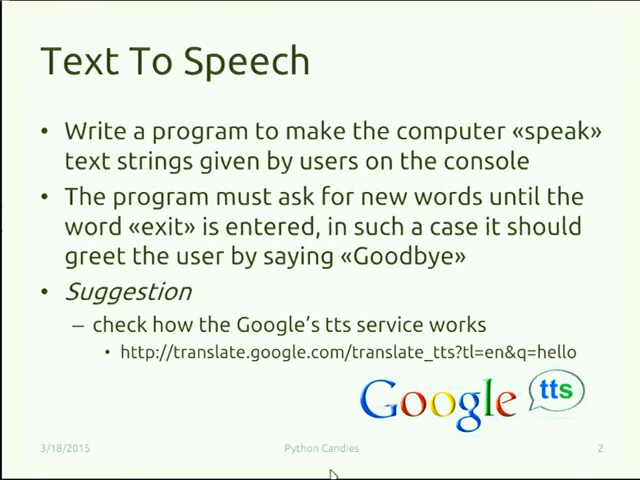 Text To Speech
• Write a program to make the computer «speak»
text strings given by users on the console
• The program must ask for new words until the
word «exit» is entered, in such a case it should
greet the user by saying «Goodbye»
• Suggestion
– check how the Google's tts service works
• http://translate.google.com/translate_tts?tl=en&q=hello
Google tts
3/18/2015 Python Candies 2